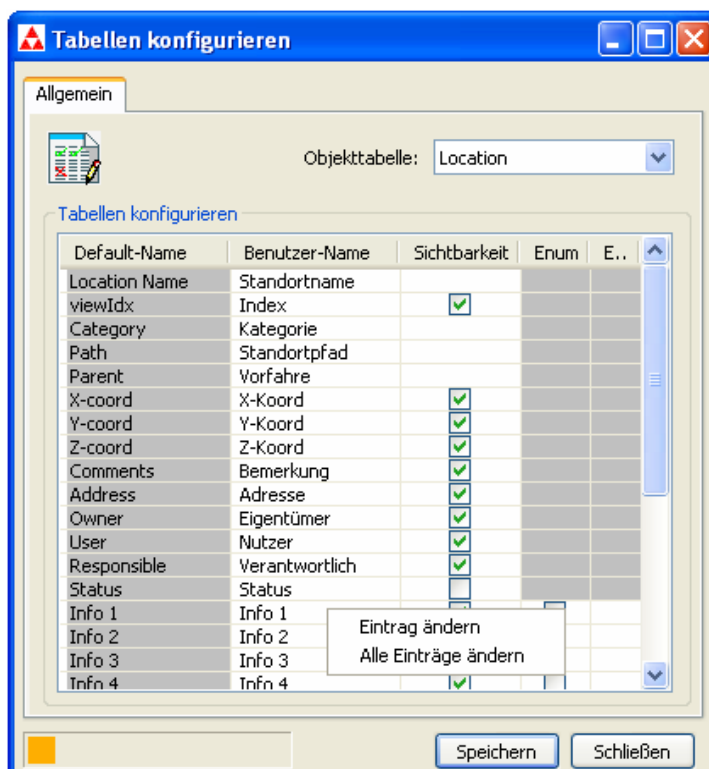 Tabellen konfigurieren
Allgemein
Objekttabelle: Location
Tabellen konfigurieren
Default-Name Benutzer-Name Sichtbarkeit Enum E..
Location Name Standortname
viewIdx Index
Category Kategorie
Path Standortpfad
Parent Vorfahre
X-coord X-Koord
Y-coord Y-Koord
Z-coord Z-Koord
Comments Bemerkung
Address Adresse
Owner Eigentümer
User Nutzer
Responsible Verantwortlich
Status Status
Info 1 Info 1
Info 2 Info 2
Info 3 Info 3
Info 4 Info 4
Eintrag ändern
Alle Einträge ändern
Speichern Schließen